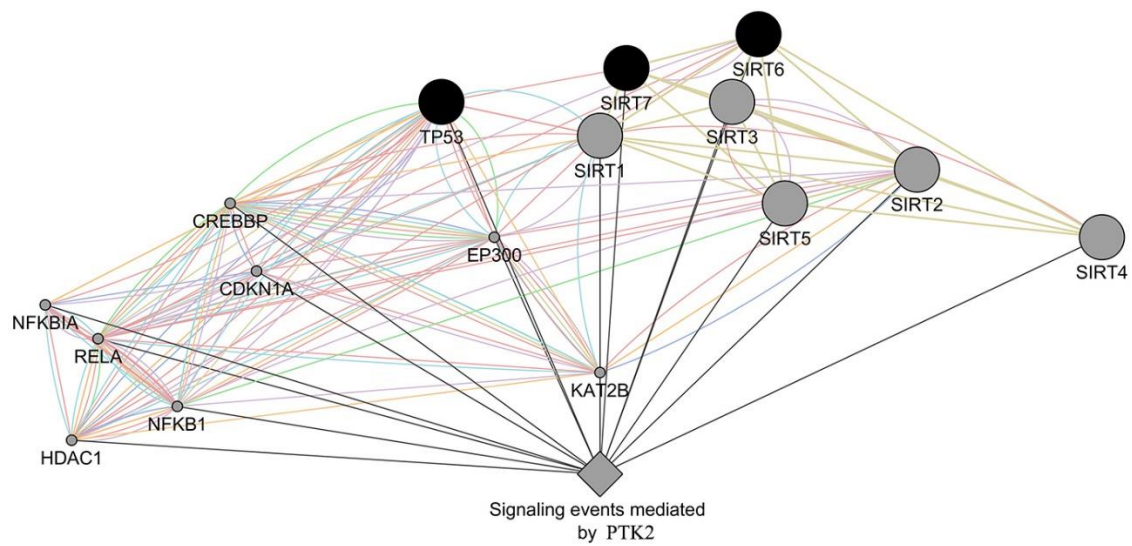 SIRT6
SIRT7
SIRT3
TP53
SIRT1
SIRT2
CREBBP
SIRT5
EP300
SIRT4
CDKN1A
NFKBIA
RELA
KAT2B
NFKB1
HDAC1
Signaling events mediated
by PTK2